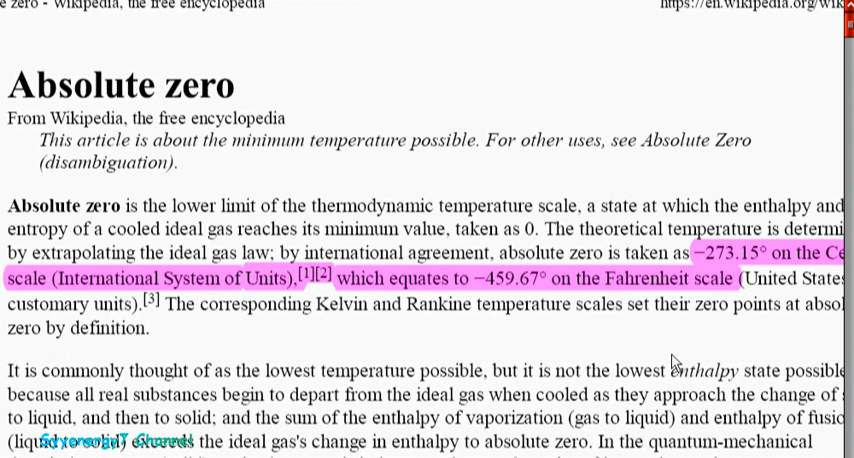 e zero - Wikipedia, the free encyclopedia
https://en.wikipedia.org/wik
Absolute zero
From Wikipedia, the free encyclopedia
This article is about the minimum temperature possible. For other uses, see Absolute Zero
(disambiguation).
Absolute zero is the lower limit of the thermodynamic temperature scale, a state at which the enthalpy and
entropy of a cooled ideal gas reaches its minimum value, taken as 0. The theoretical temperature is determi
by extrapolating the ideal gas law; by international agreement, absolute zero is taken as −273.15° on the Ce
scale (International System of Units),[1][2] which equates to −459.67° on the Fahrenheit scale (United State
customary units).[3] The corresponding Kelvin and Rankine temperature scales set their zero points at absol
zero by definition.
It is commonly thought of as the lowest temperature possible, but it is not the lowest enthalpy state possible
because all real substances begin to depart from the ideal gas when cooled as they approach the change of
to liquid, and then to solid; and the sum of the enthalpy of vaporization (gas to liquid) and enthalpy of fusio
the ideal gas's change in enthalpy to absolute zero. In the quantum-mechanical